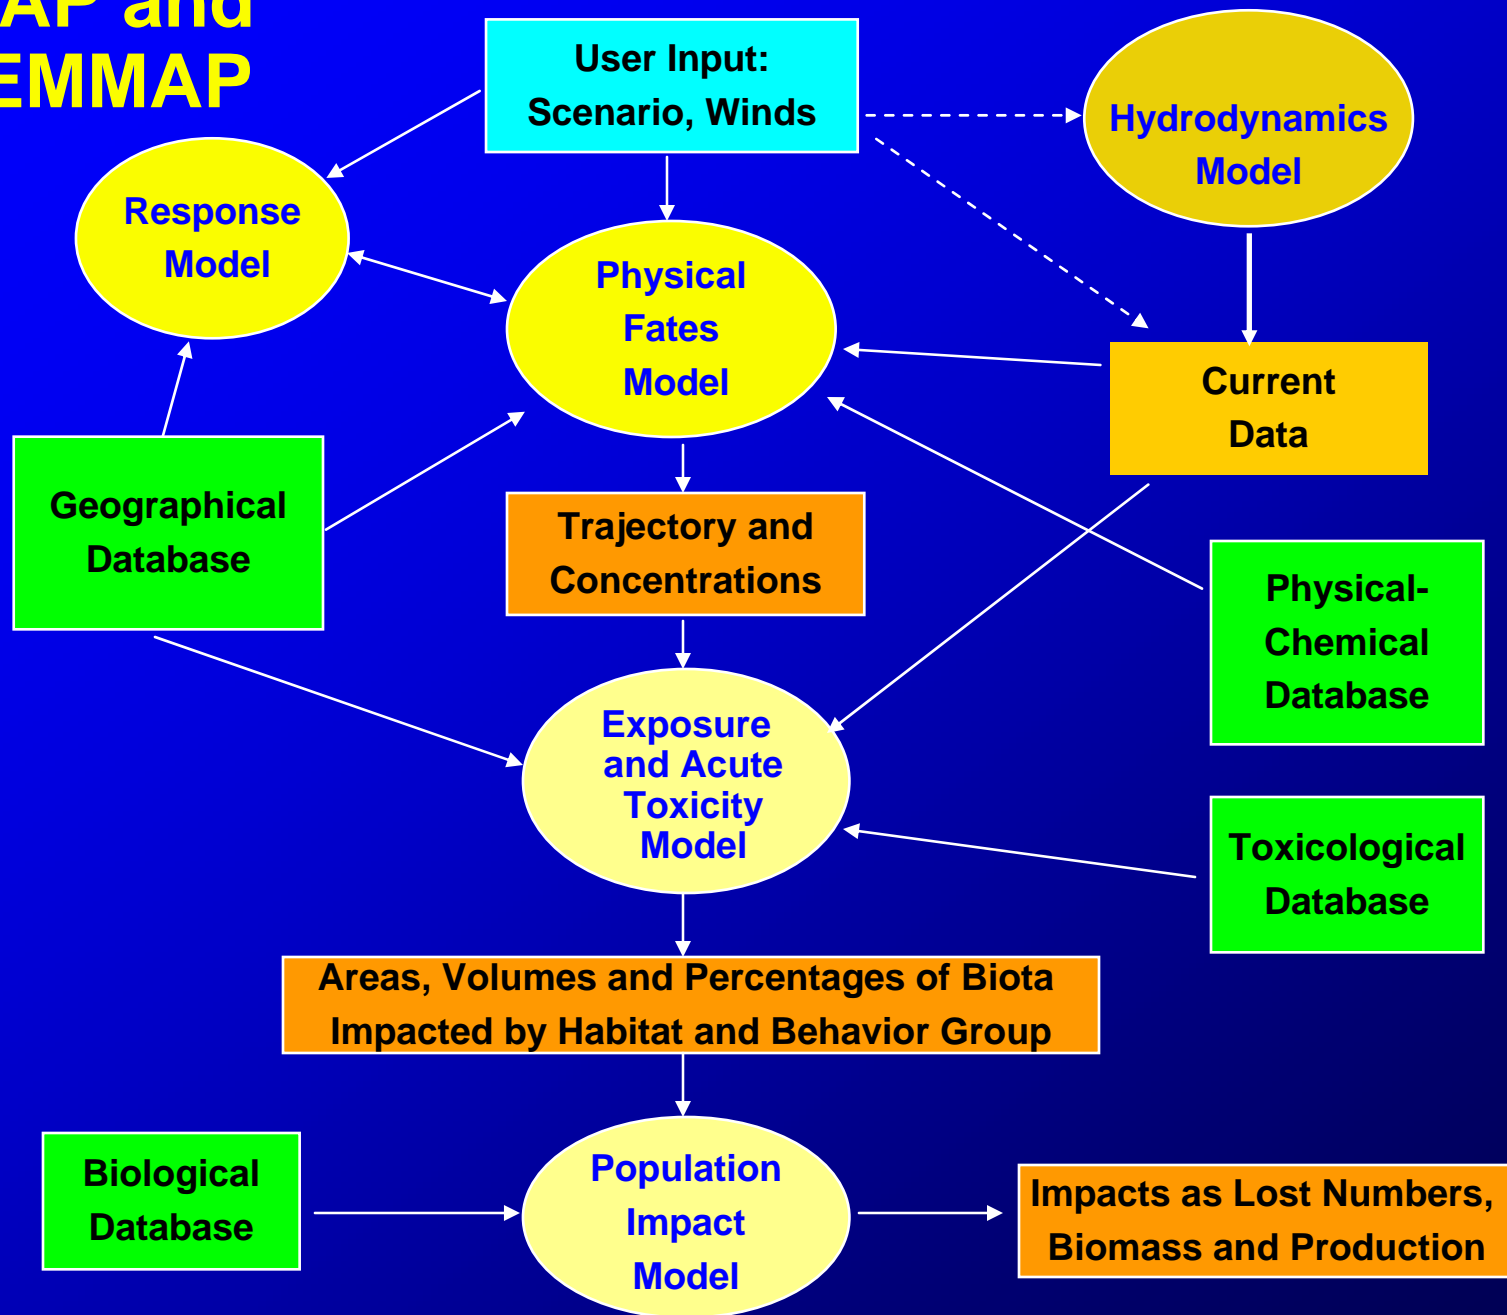 AP and
EMMAP
User Input:
Scenario, Winds
Hydrodynamics
Model
Response
Model
Physical
Fates
Model
Current
Data
Geographical
Database
Trajectory and
Concentrations
Physical-
Chemical
Database
Exposure
and Acute
Toxicity
Model
Toxicological
Database
Areas, Volumes and Percentages of Biota
Impacted by Habitat and Behavior Group
Biological
Database
Population
Impact
Model
Impacts as Lost Numbers,
Biomass and Production